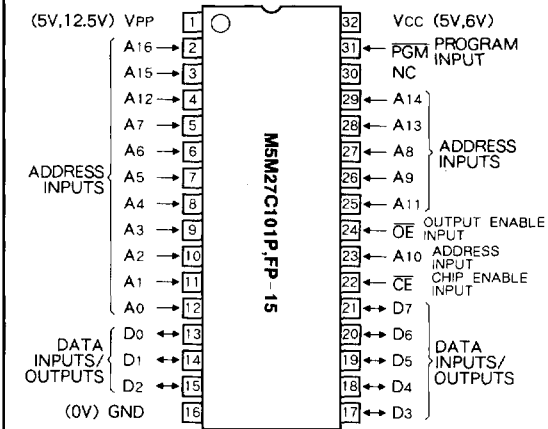 (5V,12.5V) VPP 1 32 VCC (5V,6V)
A16 2 31 PGM PROGRAM INPUT
A15 3 30 NC
A12 4 29 A14
A7 5 28 A13
A6 6 27 A8
ADDRESS INPUTS
ADDRESS INPUTS
A5 7 26 A9
A4 8 25 A11
A3 9 24 OE OUTPUT ENABLE INPUT
A2 10 23 A10 ADDRESS INPUT
A1 11 22 CE CHIP ENABLE INPUT
A0 12 21 D7
D0 13 20 D6
DATA INPUTS/ OUTPUTS
D1 14 19 D5
DATA INPUTS/ OUTPUTS
D2 15 18 D4
(0V) GND 16 17 D3
M5M27C101P,FP-15